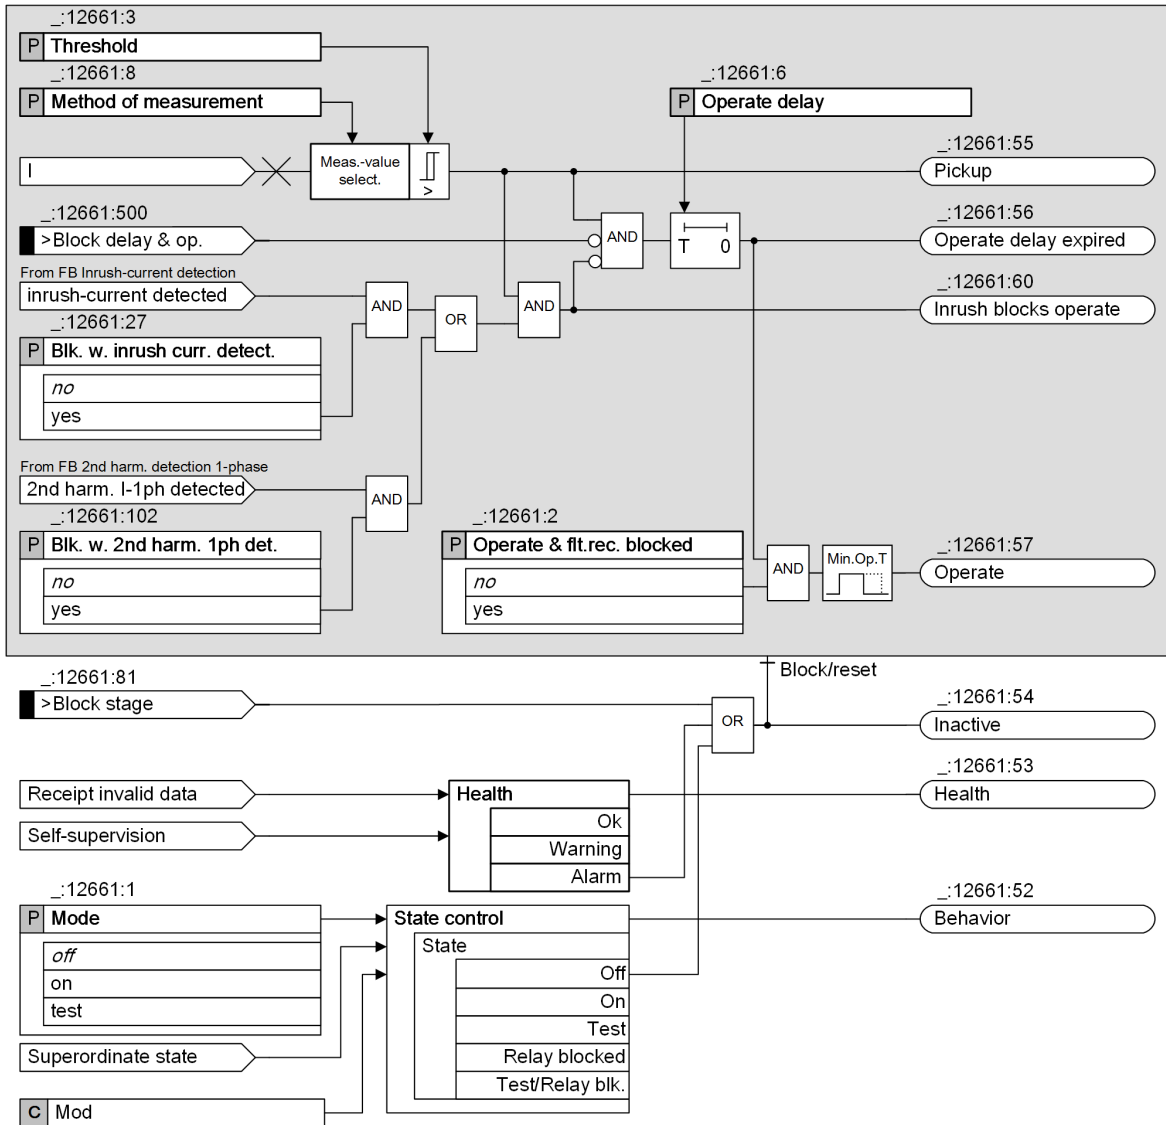 _:12661:3
P Threshold
_:12661:8
P Method of measurement
_:12661:6
P Operate delay
I
Meas.-value
select.
>
_:12661:55
Pickup
_:12661:500
>Block delay & op.
AND
T 0
_:12661:56
Operate delay expired
From FB Inrush-current detection
inrush-current detected
AND
OR
AND
_:12661:60
Inrush blocks operate
_:12661:27
P Blk. w. inrush curr. detect.
no
yes
From FB 2nd harm. detection 1-phase
2nd harm. I-1ph detected
AND
_:12661:102
P Blk. w. 2nd harm. 1ph det.
no
yes
_:12661:2
P Operate & flt.rec. blocked
no
yes
AND
Min.Op.T
_:12661:57
Operate
Block/reset
_:12661:81
>Block stage
OR
_:12661:54
Inactive
Receipt invalid data
Self-supervision
Health
Ok
Warning
Alarm
_:12661:53
Health
_:12661:1
P Mode
off
on
test
Superordinate state
C Mod
State control
State
Off
On
Test
Relay blocked
Test/Relay blk.
_:12661:52
Behavior